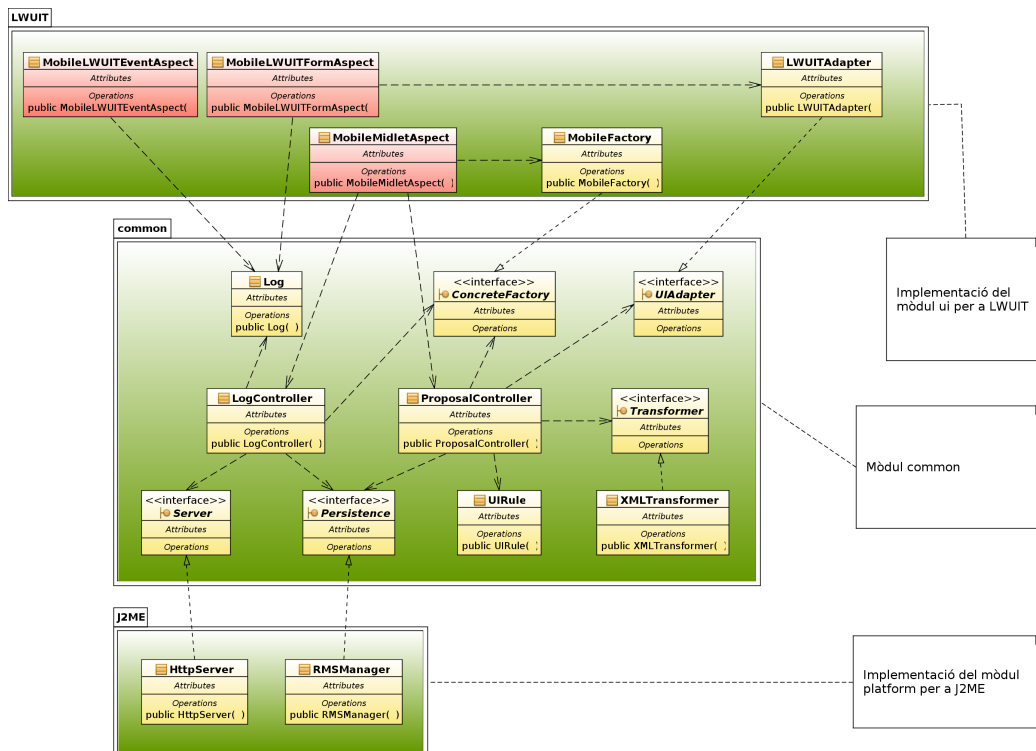 LWUIT
MobileLWUITEventAspect
Attributes
Operations
public MobileLWUITEventAspect(
MobileLWUITFormAspect
Attributes
Operations
public MobileLWUITFormAspect(
LWUITAdapter
Attributes
Operations
public LWUITAdapter(
MobileMidletAspect
Attributes
Operations
public MobileMidletAspect( )
MobileFactory
Attributes
Operations
public MobileFactory( )
Implementació del
mòdul ui per a LWUIT
common
Log
Attributes
Operations
public Log( )
<<interface>>
ConcreteFactory
Attributes
Operations
<<interface>>
UIAdapter
Attributes
Operations
LogController
Attributes
Operations
public LogController( )
ProposalController
Attributes
Operations
public ProposalController( )
<<interface>>
Transformer
Attributes
Operations
Mòdul common
<<interface>>
Server
Attributes
Operations
<<interface>>
Persistence
Attributes
Operations
UIRule
Attributes
Operations
public UIRule( )
XMLTransformer
Attributes
Operations
public XMLTransformer( )
J2ME
HttpServer
Attributes
Operations
public HttpServer( )
RMSManager
Attributes
Operations
public RMSManager( )
Implementació del mòdul
platform per a J2ME